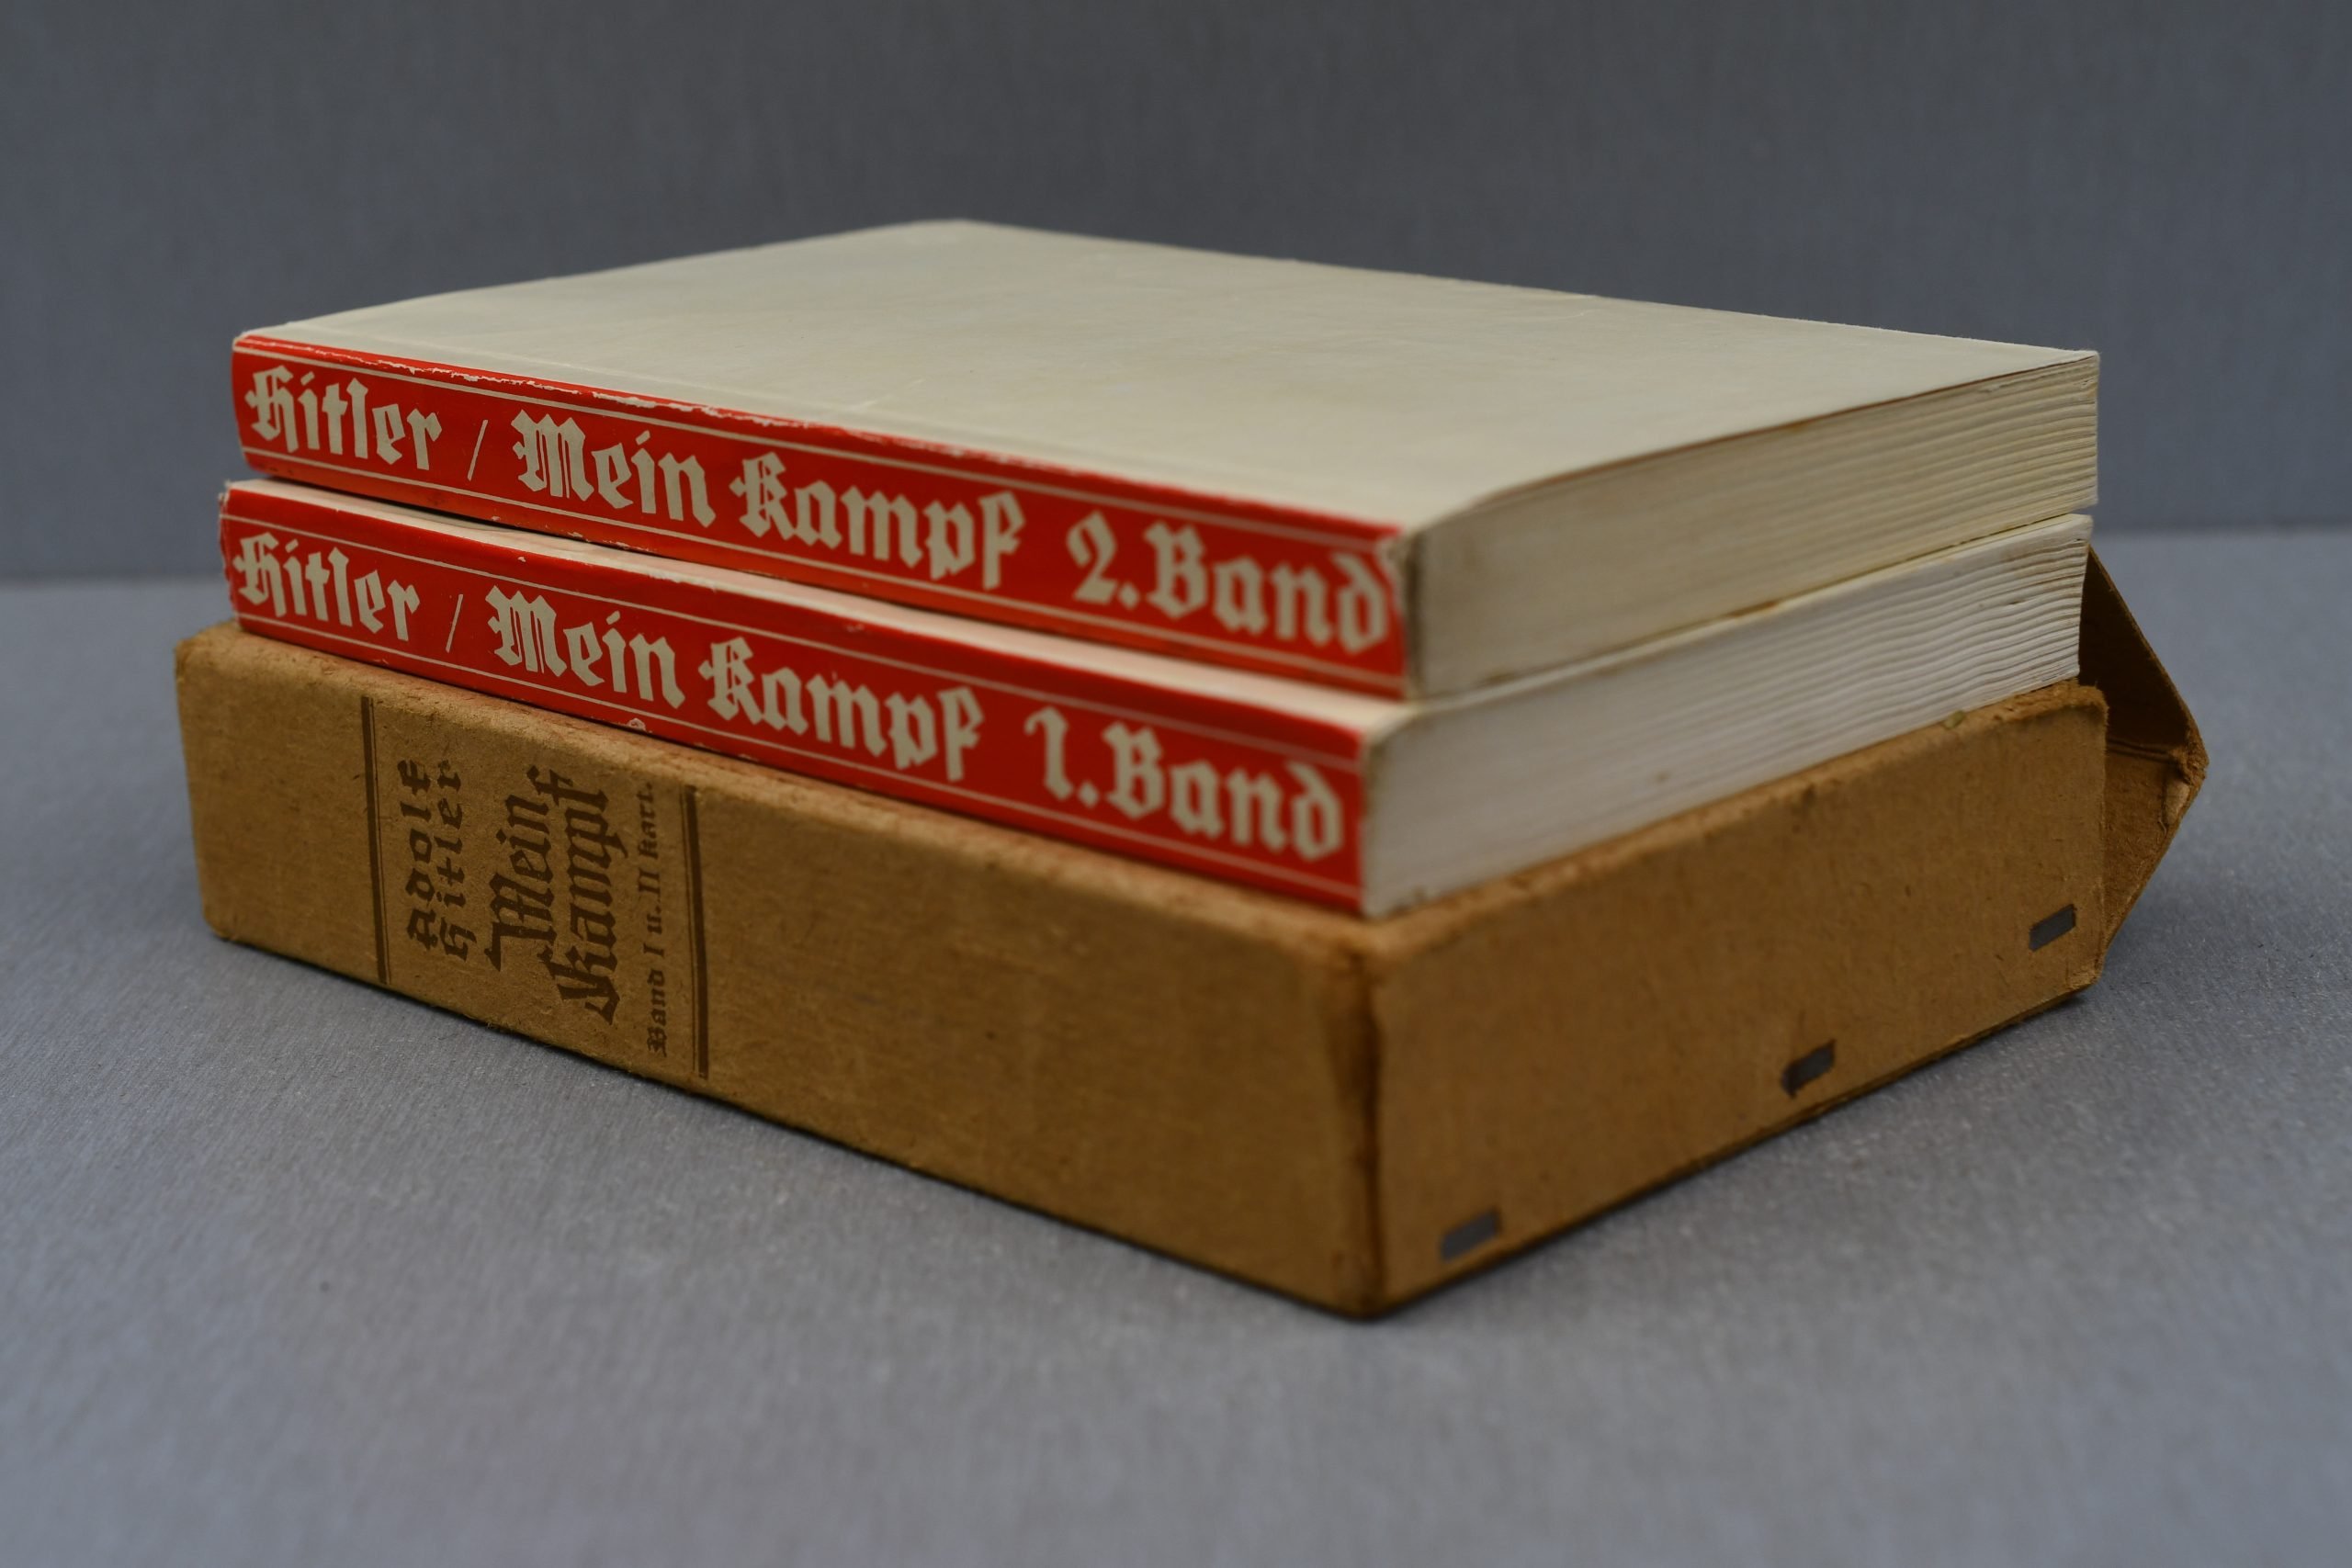 Hitler / Mein Kampf 2. Band
Hitler / Mein Kampf 1. Band
Adolf
Hitler
Mein
Kampf
Band I u. II kart.